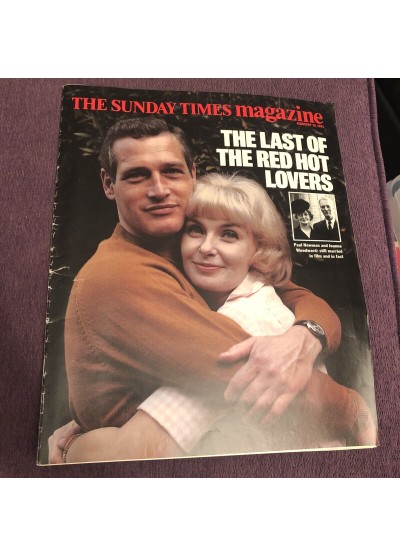 THE SUNDAY TIMES magazine
THE LAST OF
THE RED HOT
LOVERS
Paul Newman and Joanne
Woodward: still married
in film and in fact